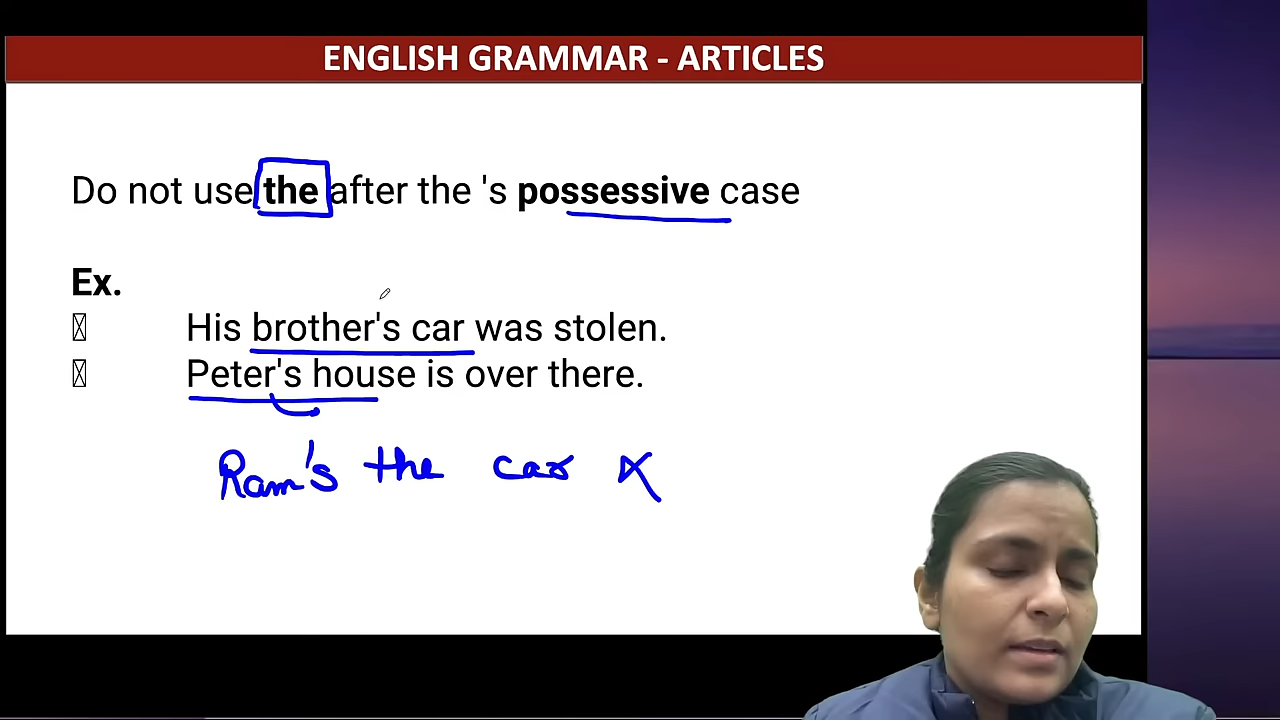 ENGLISH GRAMMAR - ARTICLES
Do not use the after the 's possessive case
Ex.
His brother's car was stolen.
Peter's house is over there.
Ram's the car ×